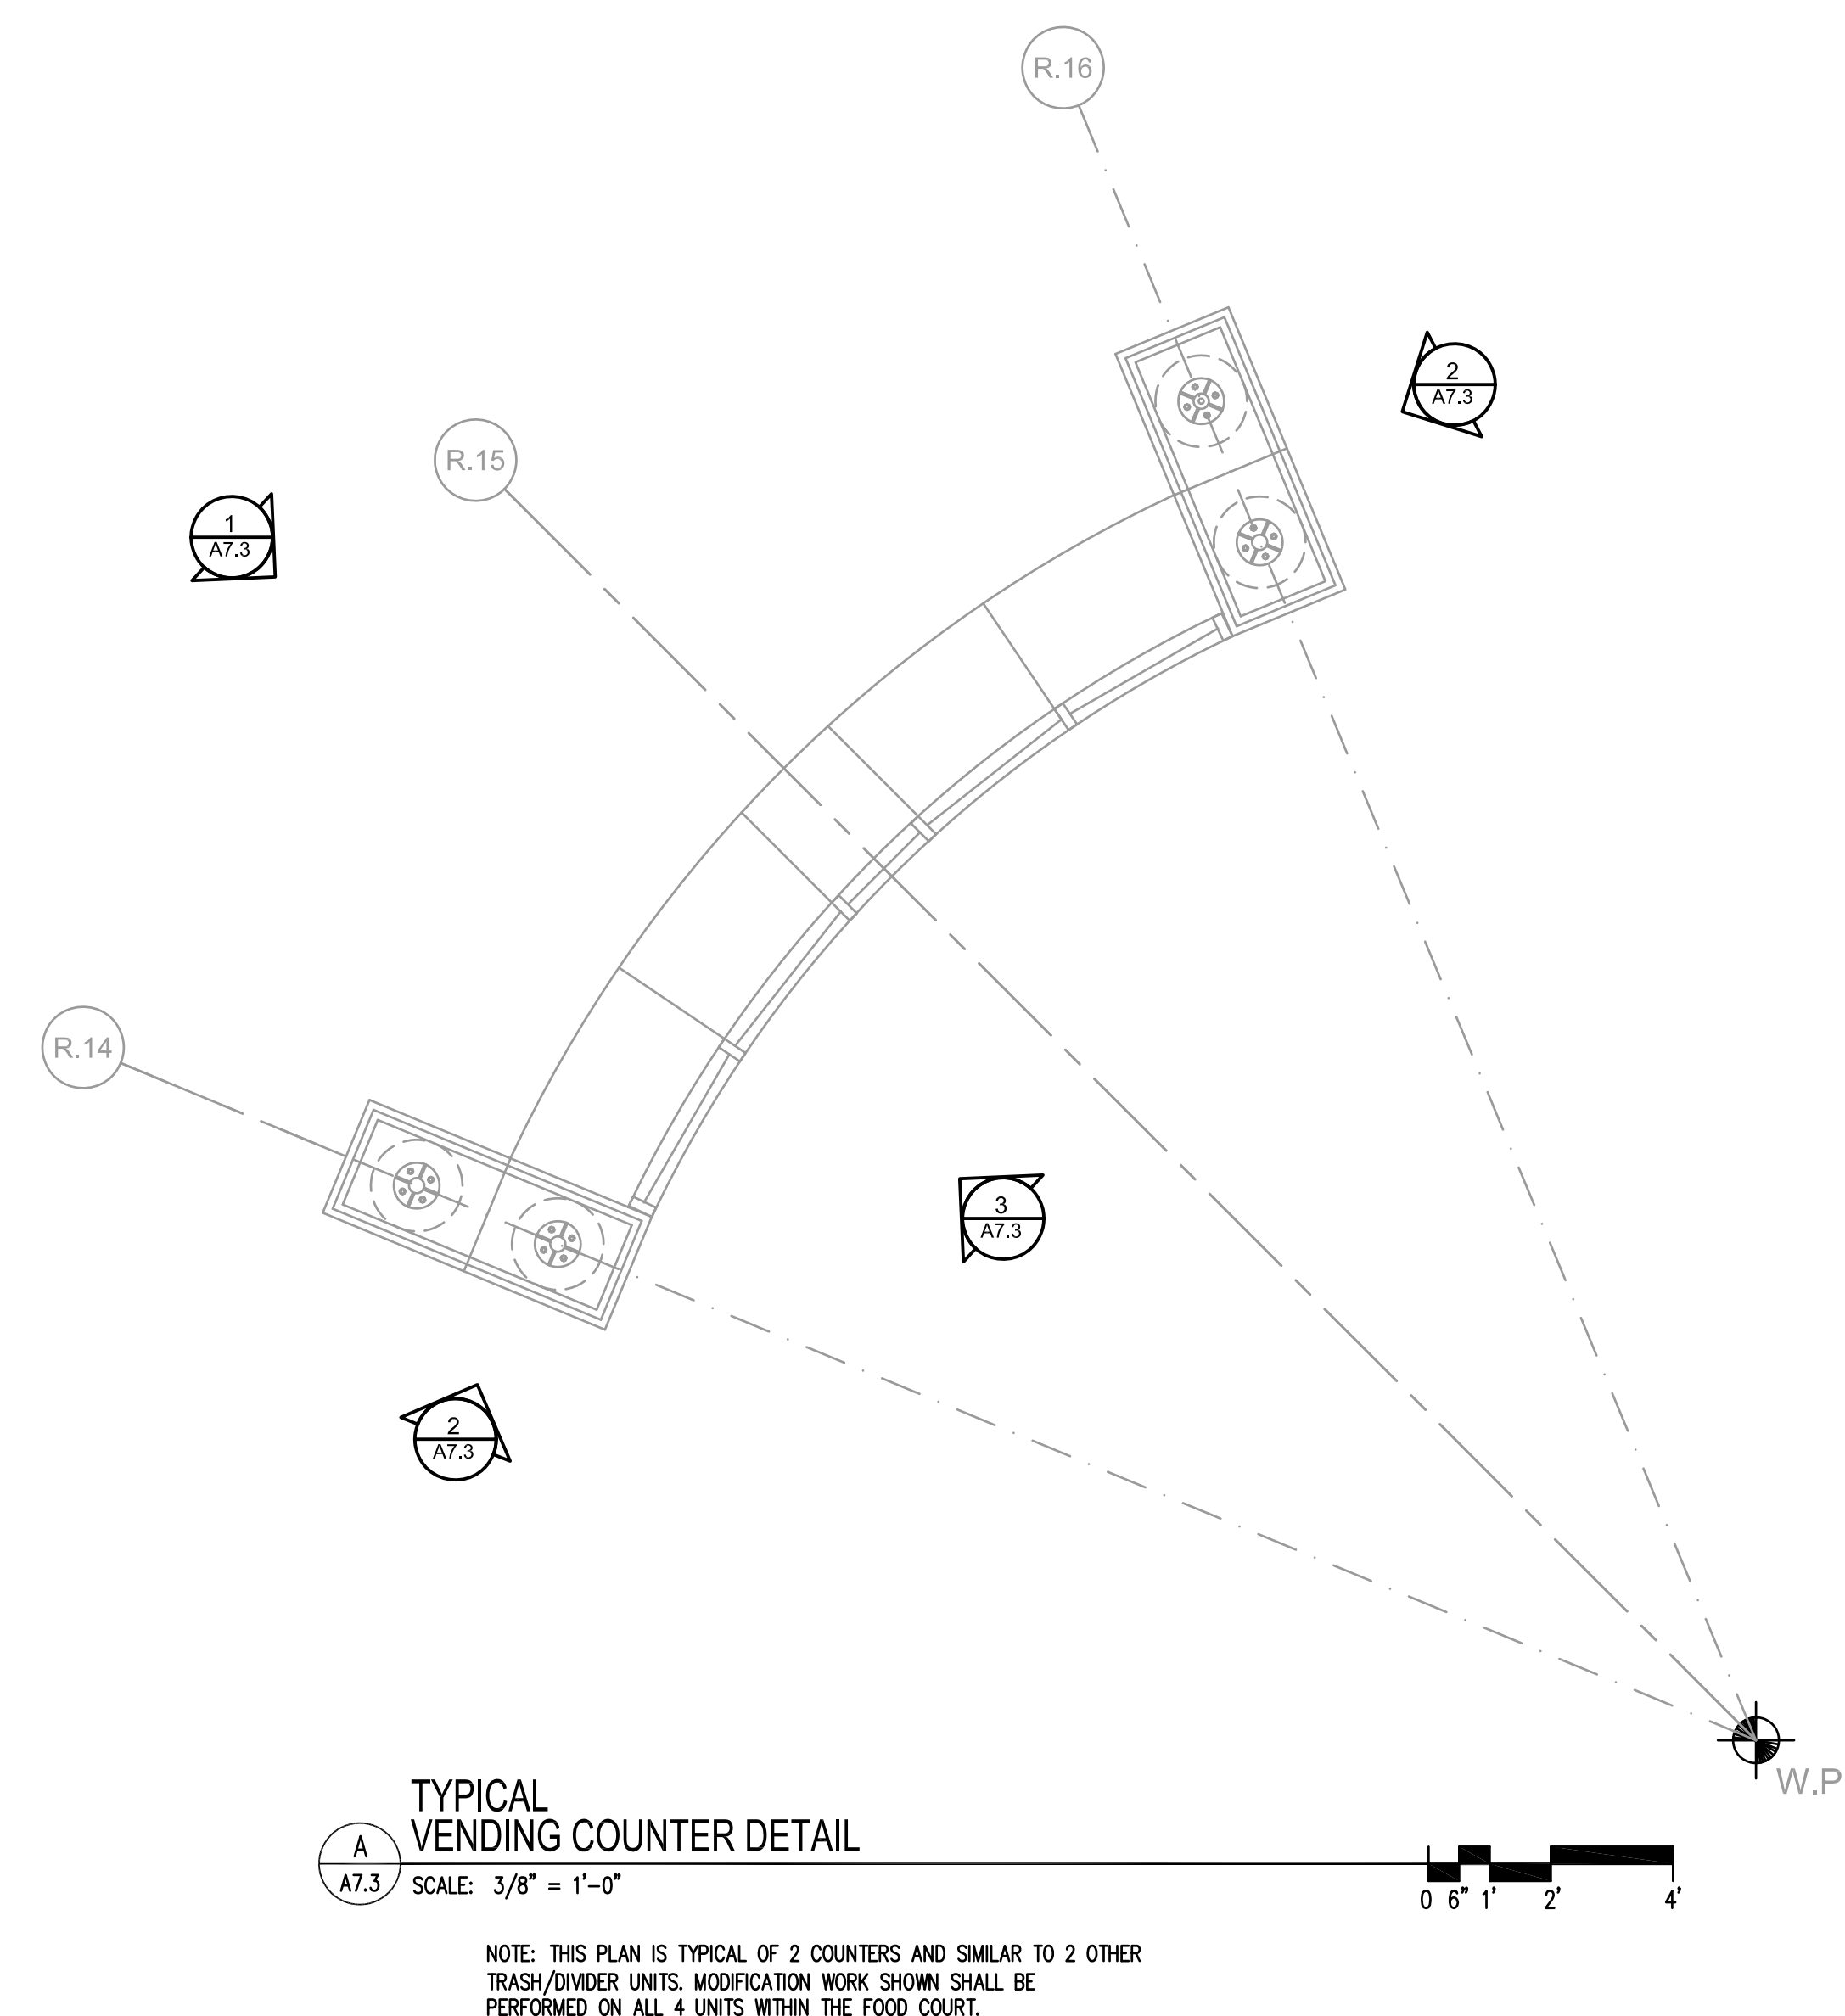 R.16
2
A7.3
R.15
1
A7.3
R.14
3
A7.3
2
A7.3
W.P
TYPICAL
VENDING COUNTER DETAIL
A
A7.3
SCALE: 3/8" = 1'-0"
0 6" 1' 2' 4'
NOTE: THIS PLAN IS TYPICAL OF 2 COUNTERS AND SIMILAR TO 2 OTHER
TRASH/DIVIDER UNITS. MODIFICATION WORK SHOWN SHALL BE
PERFORMED ON ALL 4 UNITS WITHIN THE FOOD COURT.